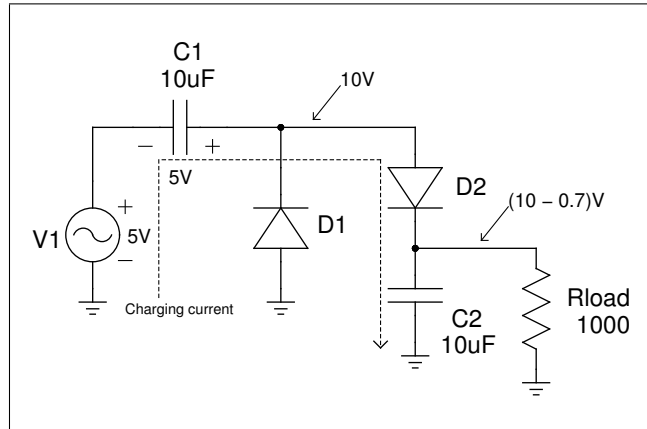 C1
10uF
10V
− +
5V
D2
(10 − 0.7)V
+
V1 5V
−
D1
Charging current
C2
10uF
Rload
1000